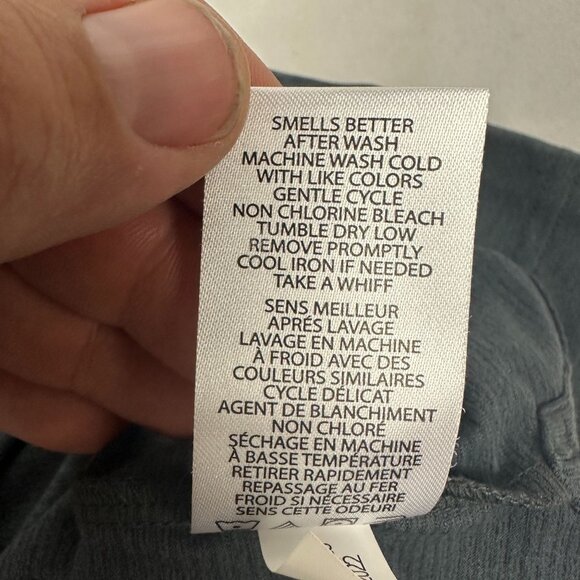 SMELLS BETTER
AFTER WASH
MACHINE WASH COLD
WITH LIKE COLORS
GENTLE CYCLE
NON CHLORINE BLEACH
TUMBLE DRY LOW
REMOVE PROMPTLY
COOL IRON IF NEEDED
TAKE A WHIFF
SENS MEILLEUR
APRÉS LAVAGE
LAVAGE EN MACHINE
À FROID AVEC DES
COULEURS SIMILAIRES
CYCLE DÉLICAT
AGENT DE BLANCHIMENT
NON CHLORÉ
SÉCHAGE EN MACHINE
À BASSE TEMPÉRATURE
RETIRER RAPIDEMENT
REPASSAGE AU FER
FROID SI NÉCESSAIRE
SENS CETTE ODEUR!